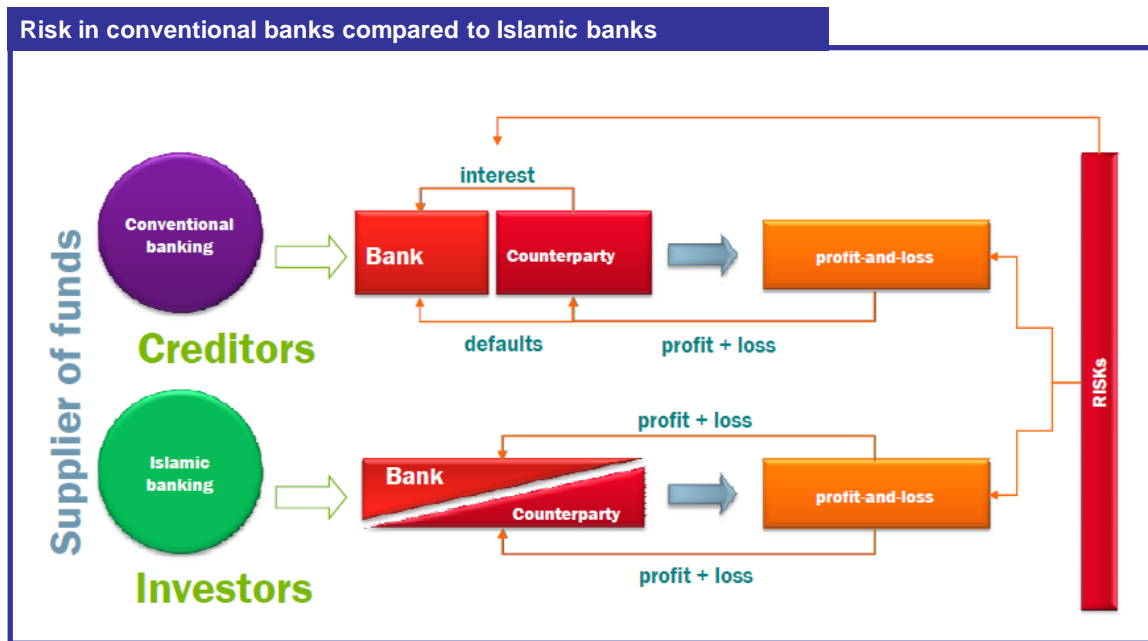 Risk in conventional banks compared to Islamic banks
Supplier of funds
interest
Conventional
banking
Bank
Counterparty
profit-and-loss
Creditors
defaults
profit + loss
RISKs
profit + loss
Islamic
banking
Bank
Counterparty
profit-and-loss
Investors
profit + loss